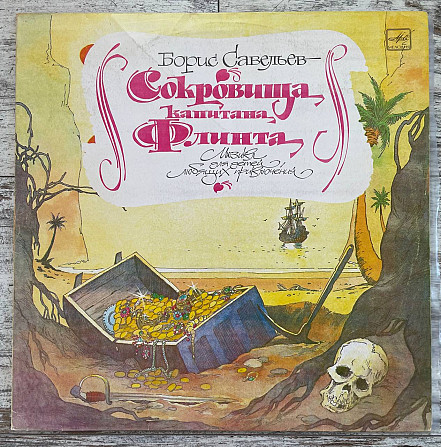 Борис Савельев—
Сокровища
капитана
Флинта
Музыка
для детей
любящих приключения